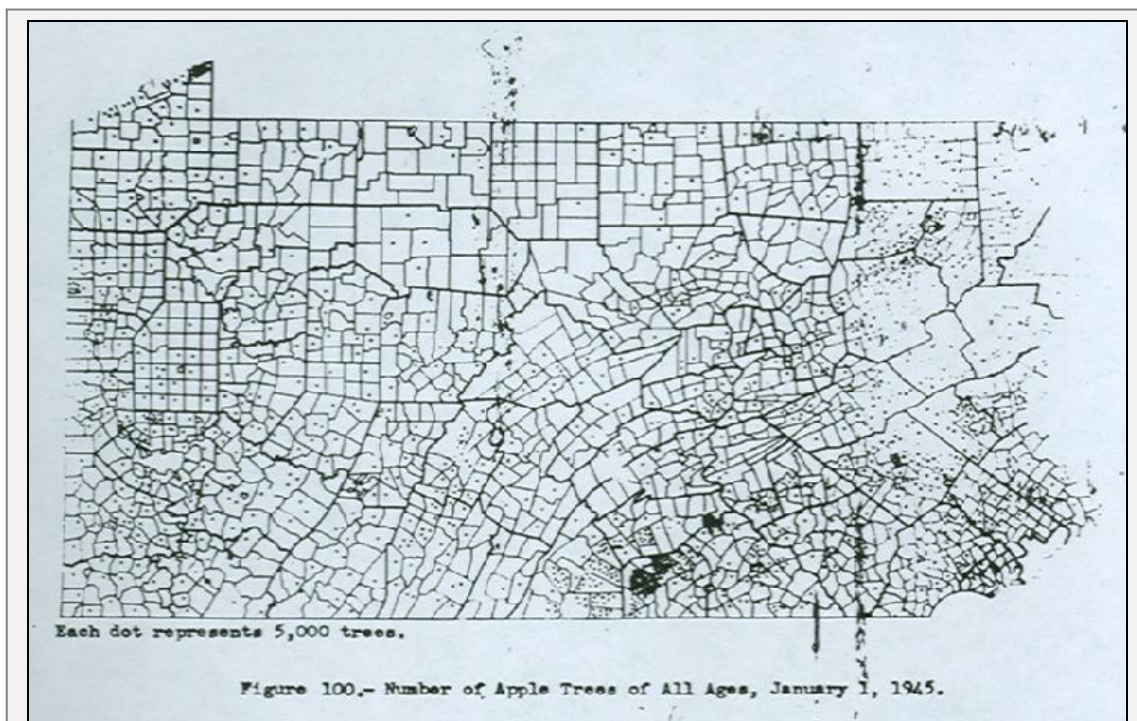 Each dot represents 5,000 trees.
Figure 100.- Number of Apple Trees of All Ages, January 1, 1945.